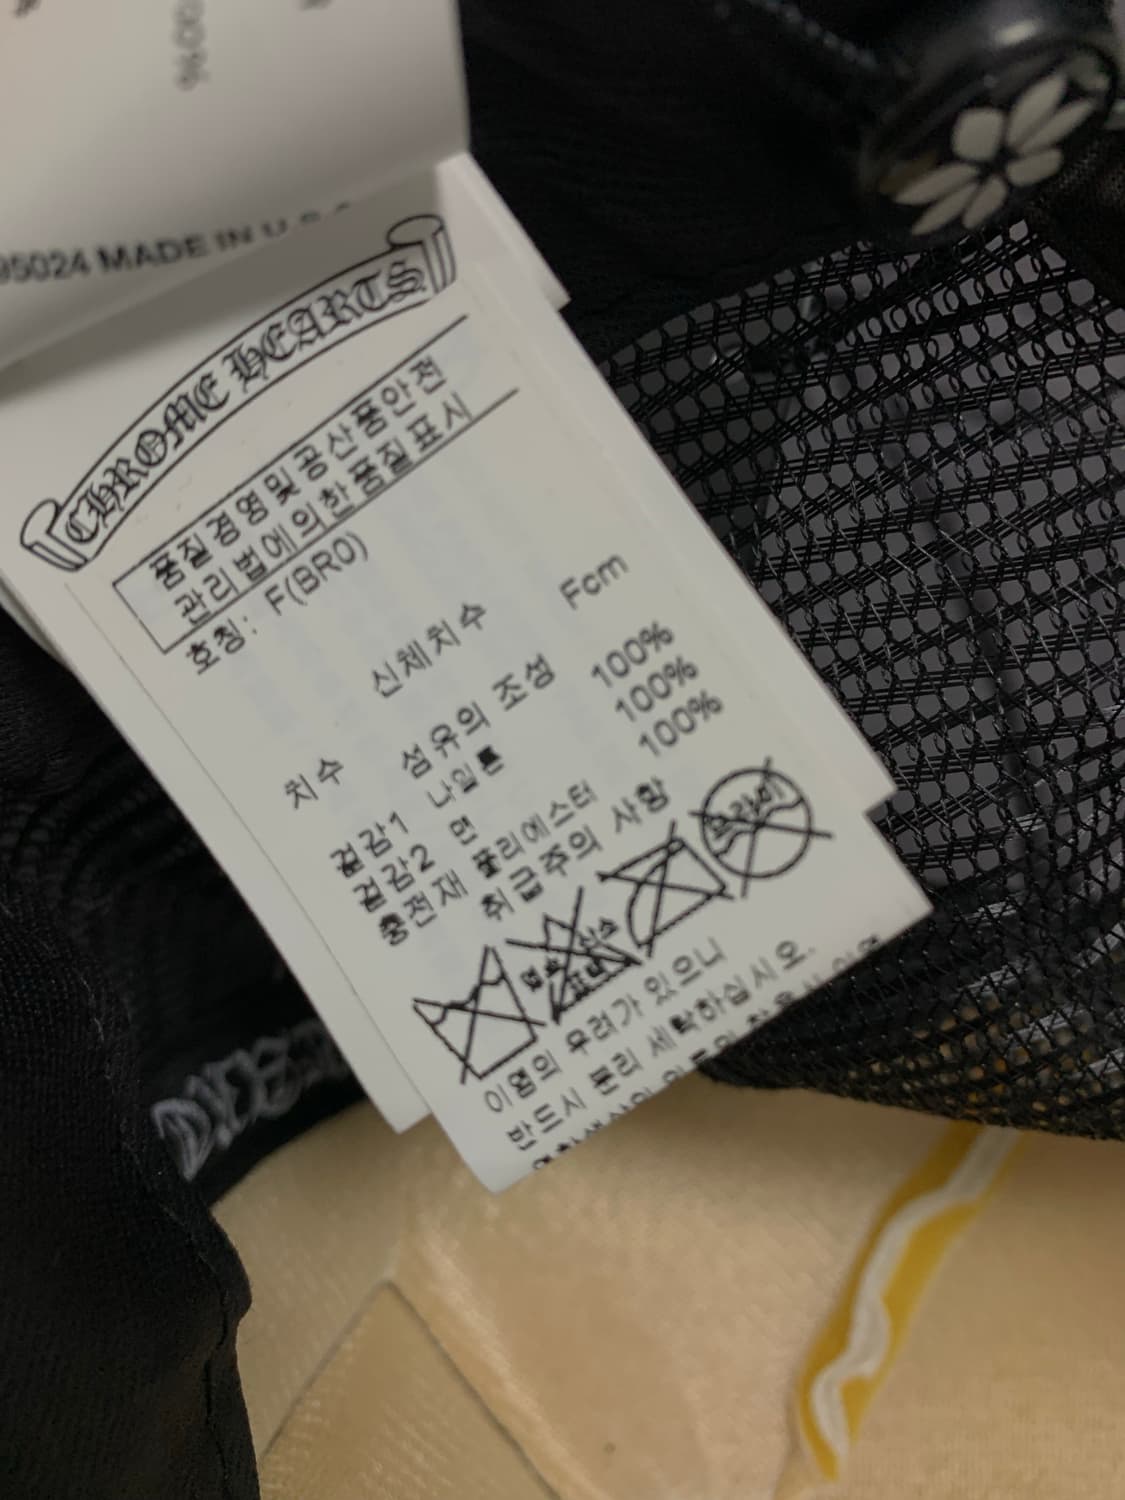 95024 MADE IN U.S.A
CHROME HEARTS
품질경영및공산품안전
관리법에의한품질표시
호칭: F(BR0)
신체치수 Fcm
치수
섬유의 조성
겉감1 나일론 100%
겉감2 면 100%
충전재 폴리에스터 100%
취급주의 사항
드라이
이염의 우려가 있으니
반드시 분리 세탁하십시오.